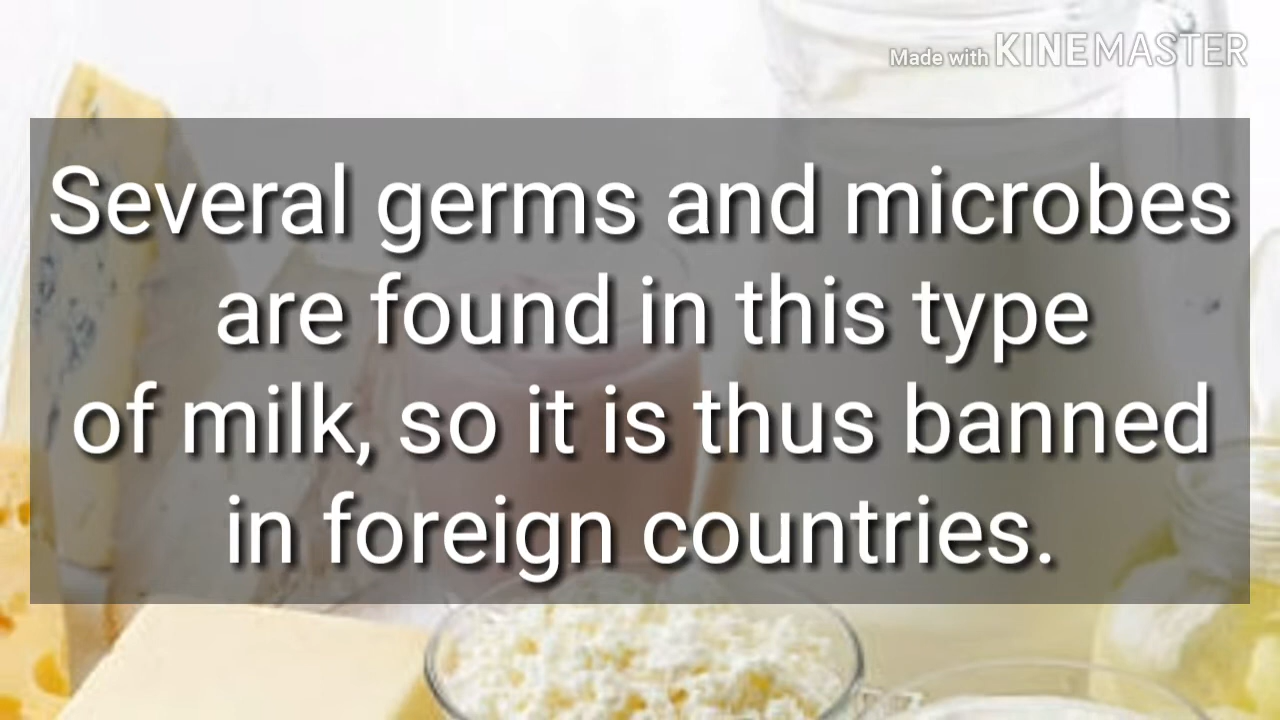 Made with KINEMASTER
Several germs and microbes
are found in this type
of milk, so it is thus banned
in foreign countries.